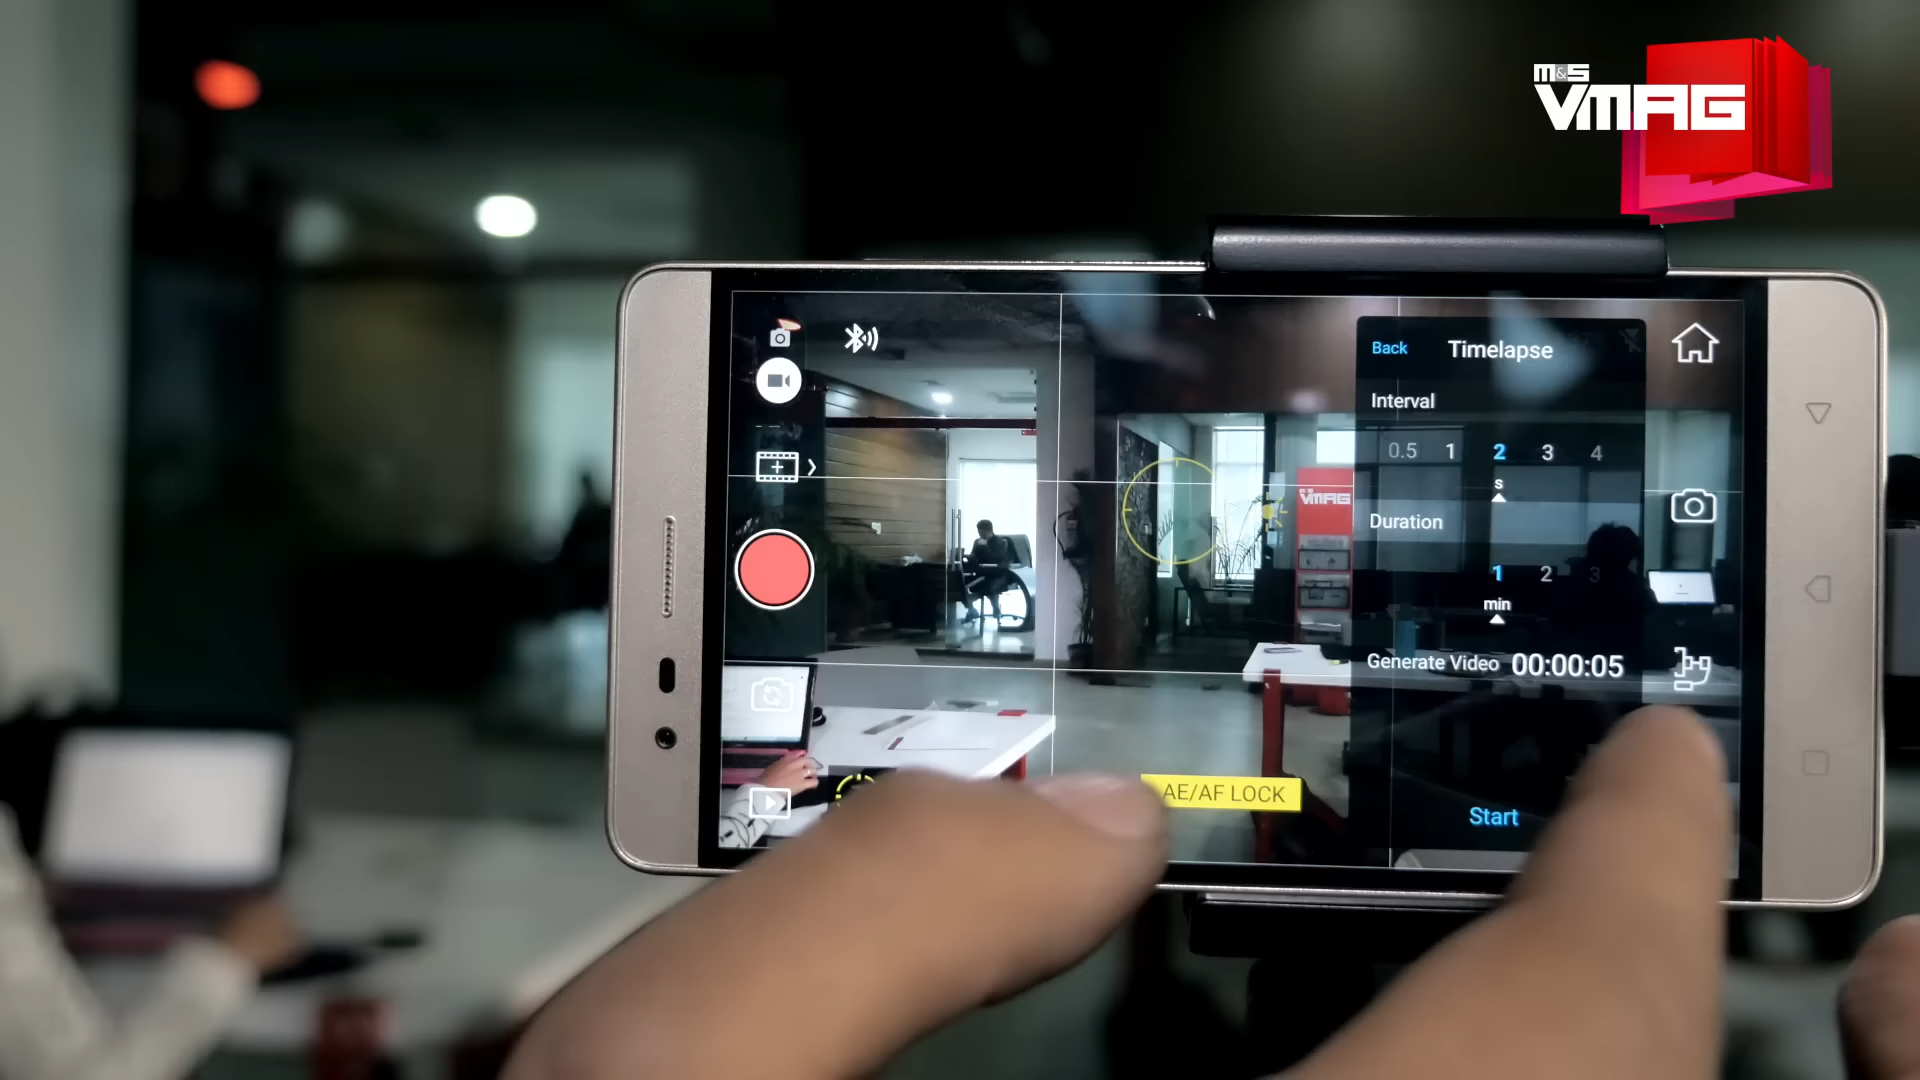 M&S
VMAG
Back
Timelapse
Interval
0.5 1 2 3 4
s
Duration
1 2 3
min
Generate Video 00:00:05
Start
AE/AF LOCK
M&S
VMAG